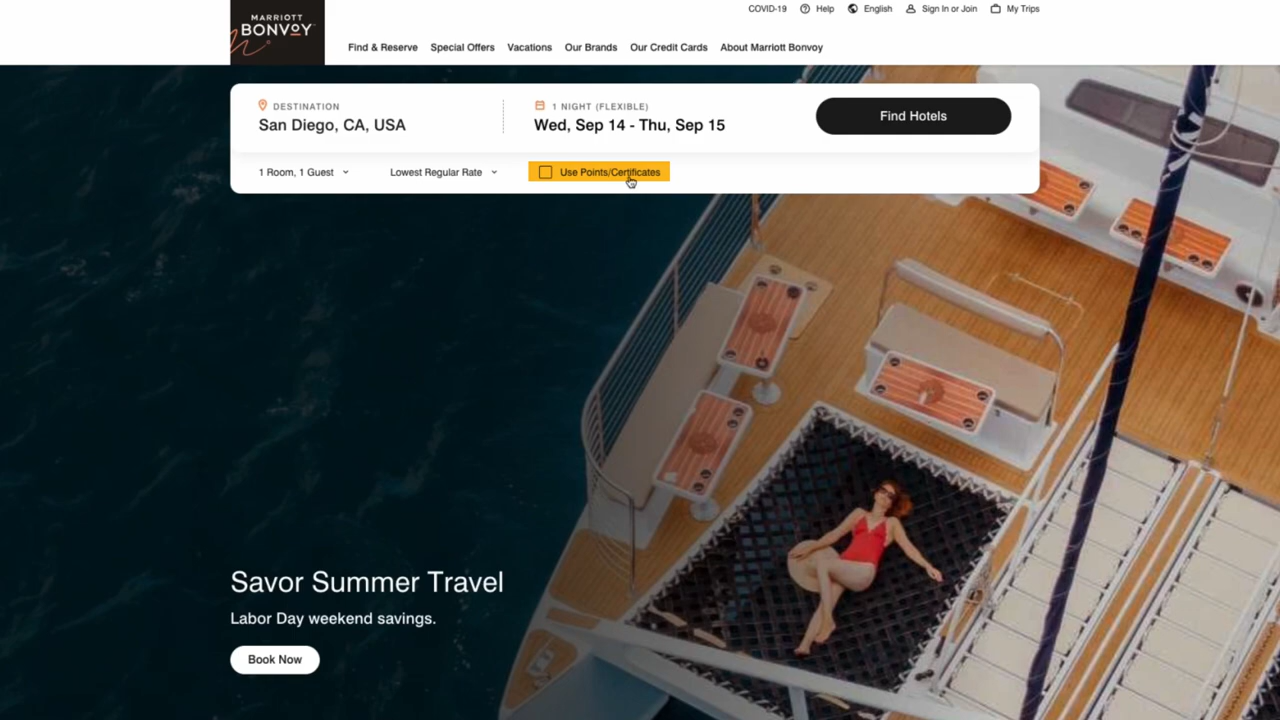 COVID-19 Help English Sign In or Join My Trips
MARRIOTT
BONVOY
Find & Reserve Special Offers Vacations Our Brands Our Credit Cards About Marriott Bonvoy
DESTINATION
San Diego, CA, USA
1 NIGHT (FLEXIBLE)
Wed, Sep 14 - Thu, Sep 15
Find Hotels
1 Room, 1 Guest Lowest Regular Rate Use Points/Certificates
Savor Summer Travel
Labor Day weekend savings.
Book Now